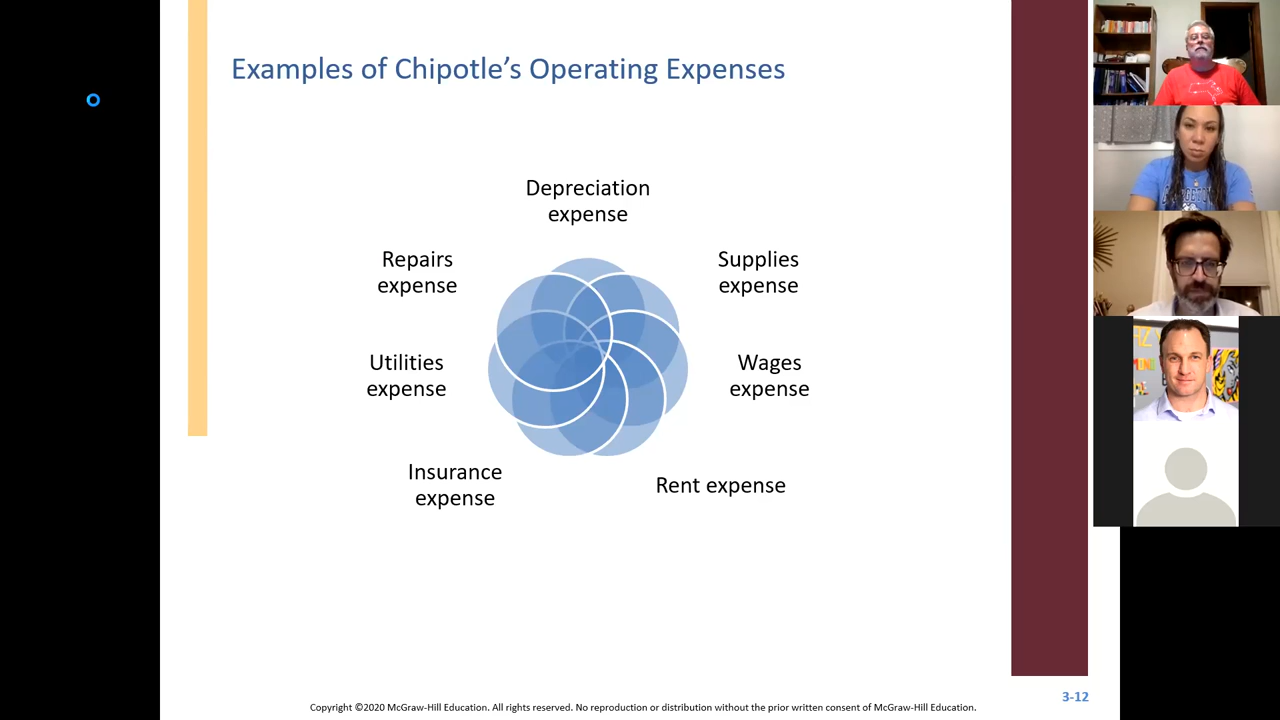 Examples of Chipotle's Operating Expenses
Depreciation
expense
Repairs
expense
Supplies
expense
Utilities
expense
Wages
expense
Insurance
expense
Rent expense
3-12
Copyright ©2020 McGraw-Hill Education. All rights reserved. No reproduction or distribution without the prior written consent of McGraw-Hill Education.